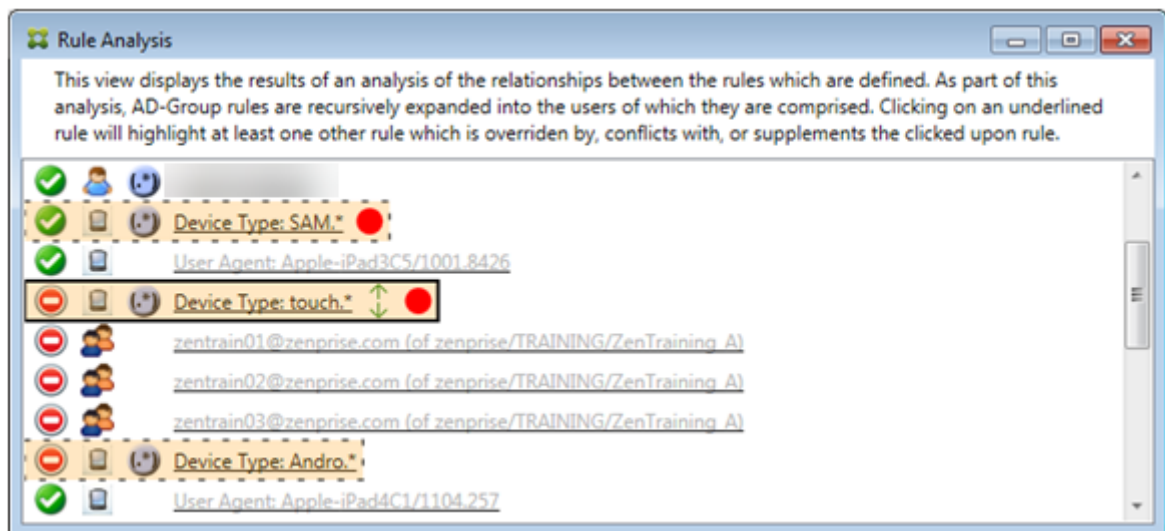 Rule Analysis
This view displays the results of an analysis of the relationships between the rules which are defined. As part of this
analysis, AD-Group rules are recursively expanded into the users of which they are comprised. Clicking on an underlined
rule will highlight at least one other rule which is overriden by, conflicts with, or supplements the clicked upon rule.
(.*)
(.*) Device Type: SAM.*
User Agent: Apple-iPad3C5/1001.8426
(.*) Device Type: touch.*
zentrain01@zenprise.com (of zenprise/TRAINING/ZenTraining_A)
zentrain02@zenprise.com (of zenprise/TRAINING/ZenTraining_A)
zentrain03@zenprise.com (of zenprise/TRAINING/ZenTraining_A)
(.*) Device Type: Andro.*
User Agent: Apple-iPad4C1/1104.257